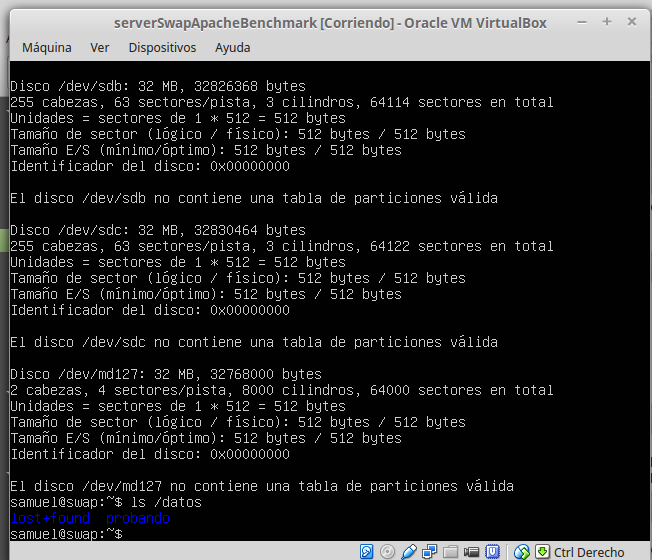 serverSwapApacheBenchmark [Corriendo] - Oracle VM VirtualBox
Máquina Ver Dispositivos Ayuda
Disco /dev/sdb: 32 MB, 32826368 bytes
255 cabezas, 63 sectores/pista, 3 cilindros, 64114 sectores en total
Unidades = sectores de 1 * 512 = 512 bytes
Tamaño de sector (lógico / físico): 512 bytes / 512 bytes
Tamaño E/S (mínimo/óptimo): 512 bytes / 512 bytes
Identificador del disco: 0x00000000
El disco /dev/sdb no contiene una tabla de particiones válida
Disco /dev/sdc: 32 MB, 32830464 bytes
255 cabezas, 63 sectores/pista, 3 cilindros, 64122 sectores en total
Unidades = sectores de 1 * 512 = 512 bytes
Tamaño de sector (lógico / físico): 512 bytes / 512 bytes
Tamaño E/S (mínimo/óptimo): 512 bytes / 512 bytes
Identificador del disco: 0x00000000
El disco /dev/sdc no contiene una tabla de particiones válida
Disco /dev/md127: 32 MB, 32768000 bytes
2 cabezas, 4 sectores/pista, 8000 cilindros, 64000 sectores en total
Unidades = sectores de 1 * 512 = 512 bytes
Tamaño de sector (lógico / físico): 512 bytes / 512 bytes
Tamaño E/S (mínimo/óptimo): 512 bytes / 512 bytes
Identificador del disco: 0x00000000
El disco /dev/md127 no contiene una tabla de particiones válida
samuel@swap:~$ ls /datos
lost+found probando
samuel@swap:~$
Ctrl Derecho